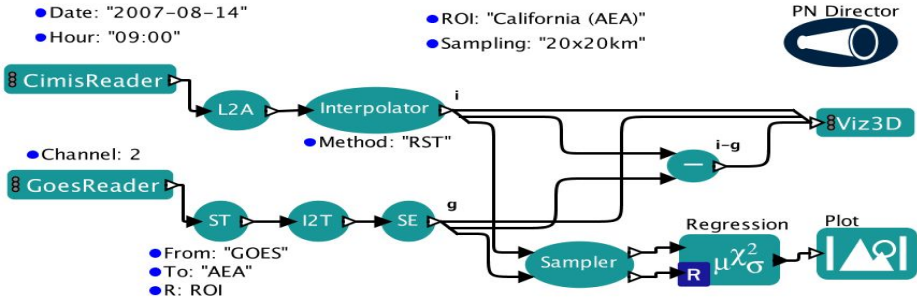 Date: "2007-08-14"
Hour: "09:00"
ROI: "California (AEA)"
Sampling: "20x20km"
PN Director
CimisReader
L2A
Interpolator
i
Method: "RST"
Viz3D
Channel: 2
GoesReader
i-g
−
ST
I2T
SE
g
From: "GOES"
To: "AEA"
R: ROI
Sampler
Regression
R
μχ²σ
Plot